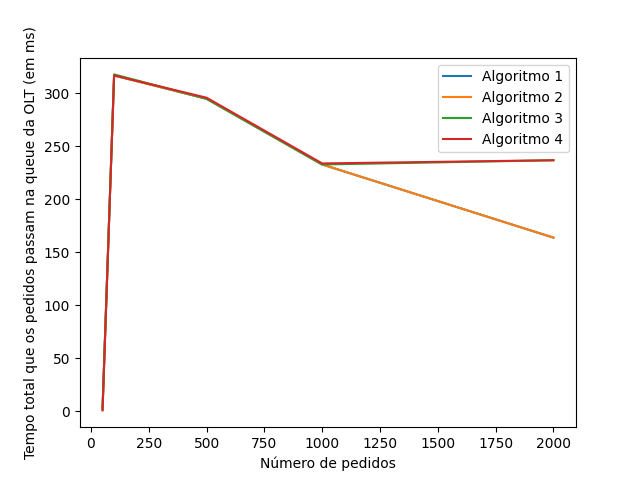 Tempo total que os pedidos passam na queue da OLT (em ms)
300
250
200
150
100
50
0
Algoritmo 1
Algoritmo 2
Algoritmo 3
Algoritmo 4
0 250 500 750 1000 1250 1500 1750 2000
Número de pedidos